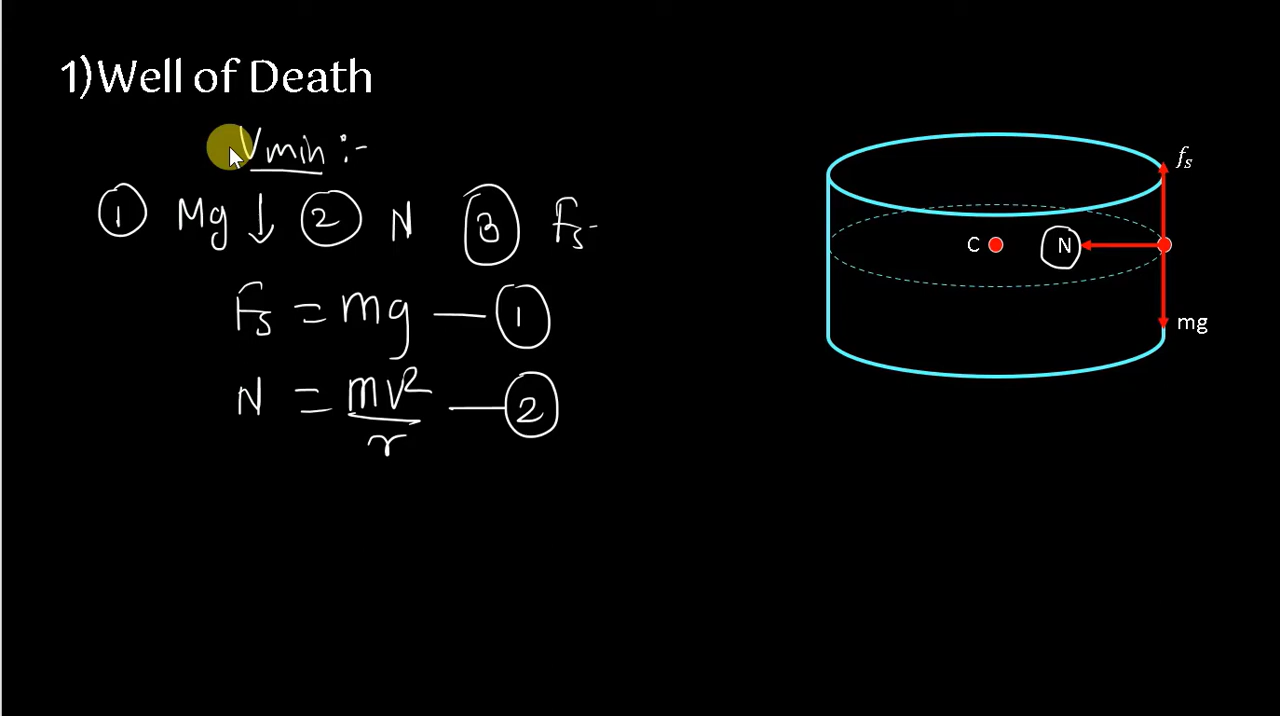 1)Well of Death
Vmin :-
① Mg ↓ ② N ③ Fs
Fs = mg — ①
N = mv²/r — ②
fs
C N
mg